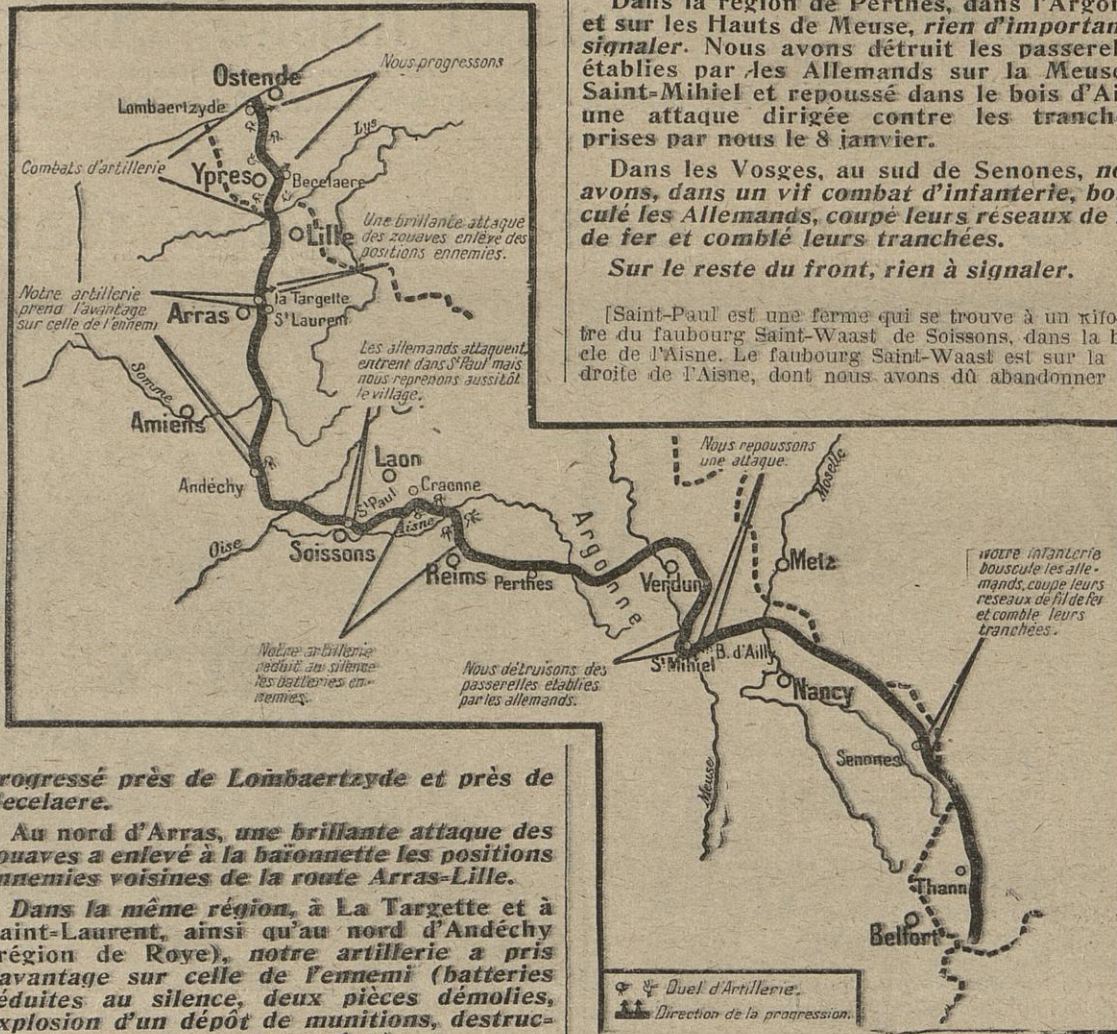 Dans la région de Perthes, dans l'Argon
et sur les Hauts de Meuse, rien d'importan
signaler. Nous avons détruit les passerel
établies par les Allemands sur la Meuse
Saint-Mihiel et repoussé dans le bois d'Ai
une attaque dirigée contre les tranch
prises par nous le 8 janvier.
Dans les Vosges, au sud de Senones, no
avons, dans un vif combat d'infanterie, bo
culé les Allemands, coupé leurs réseaux de
de fer et comblé leurs tranchées.
Sur le reste du front, rien à signaler.
[Saint-Paul est une ferme qui se trouve à un kilo
tre du faubourg Saint-Waast de Soissons, dans la b
cle de l'Aisne. Le faubourg Saint-Waast est sur la
droite de l'Aisne, dont nous avons dû abandonner
Ostende
Nous progressons
Lombaertzyde
Lys
Combats d'artillerie
Ypres
Becelaere
Une brillante attaque
des zouaves enlève des
positions ennemies.
Lille
Notre artillerie
prend l'avantage
sur celle de l'ennemi
la Targette
Arras
St Laurent
Les allemands attaquent,
entrent dans St Paul mais
nous reprenons aussitôt
le village.
Somme
Amiens
Laon
Andéchy
St Paul
Craonne
Aisne
Oise
Soissons
Reims
Perthes
Argonne
Verdun
Nous repoussons
une attaque.
Moselle
Metz
Notre infanterie
bouscule les alle-
mands, coupe leurs
reseaux de fil de fer
et comble leurs
tranchées.
Notre artillerie
reduit au silence
les batteries en-
nemies.
Nous détruisons des
passerelles établies
par les allemands.
St Mihiel
B. d'Ailly
Nancy
Meuse
Senones
Thann
Belfort
Duel d'Artillerie.
Direction de la progression.
rogressé près de Lombaertzyde et près de
ecelaere.
Au nord d'Arras, une brillante attaque des
ouaves a enlevé à la baïonnette les positions
nnemies voisines de la route Arras-Lille.
Dans la même région, à La Targette et à
aint-Laurent, ainsi qu'au nord d'Andéchy
région de Roye), notre artillerie a pris
avantage sur celle de l'ennemi (batteries
éduites au silence, deux pièces démolies,
xplosion d'un dépôt de munitions, destruc-